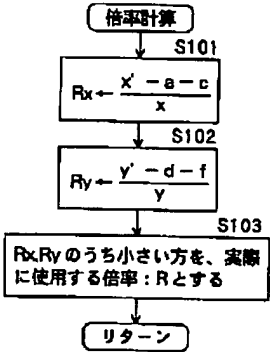 倍率計算
S101
Rx← x' − a − c / x
S102
Ry← y' − d − f / y
S103
Rx,Ryのうち小さい方を、実際
に使用する倍率：Rとする
リターン